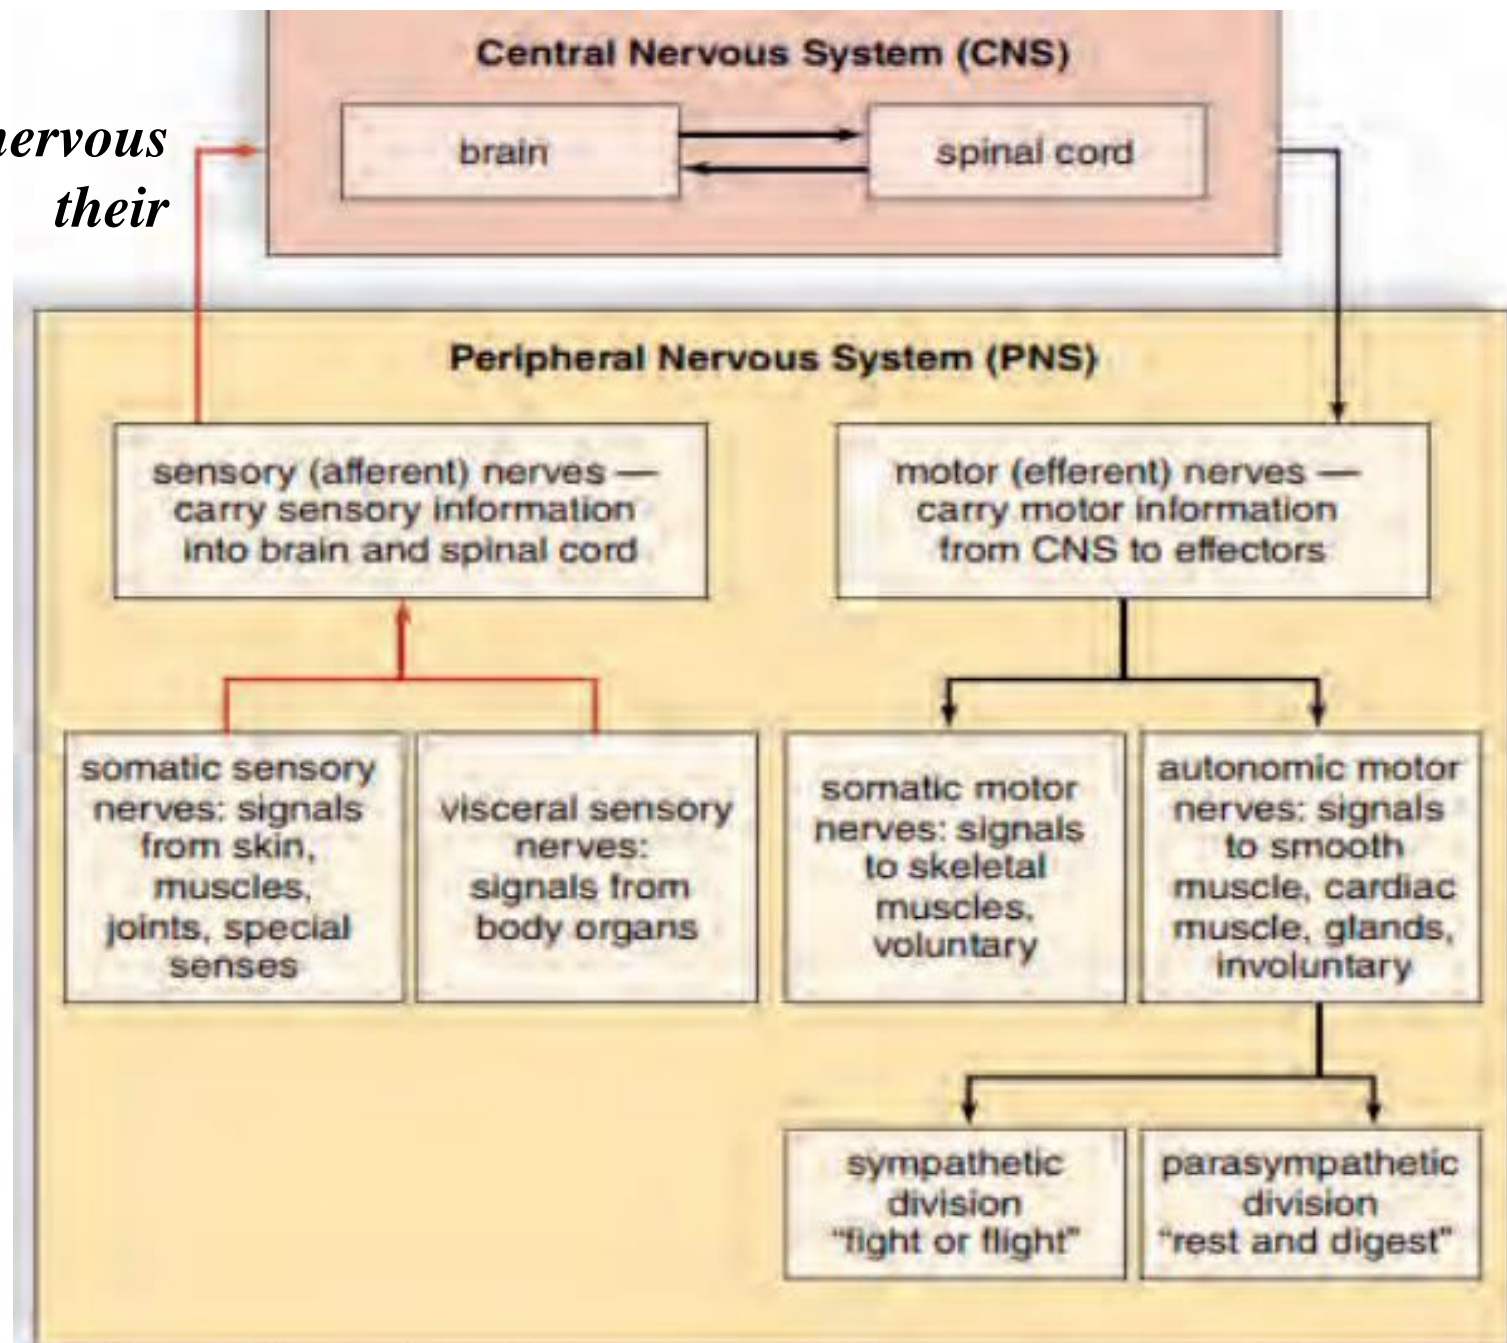 Central Nervous System (CNS)
nervous
their
brain
spinal cord
Peripheral Nervous System (PNS)
sensory (afferent) nerves —
carry sensory information
into brain and spinal cord
motor (efferent) nerves —
carry motor information
from CNS to effectors
somatic sensory
nerves: signals
from skin,
muscles,
joints, special
senses
visceral sensory
nerves:
signals from
body organs
somatic motor
nerves: signals
to skeletal
muscles,
voluntary
autonomic motor
nerves: signals
to smooth
muscle, cardiac
muscle, glands,
involuntary
sympathetic
division
"fight or flight"
parasympathetic
division
"rest and digest"